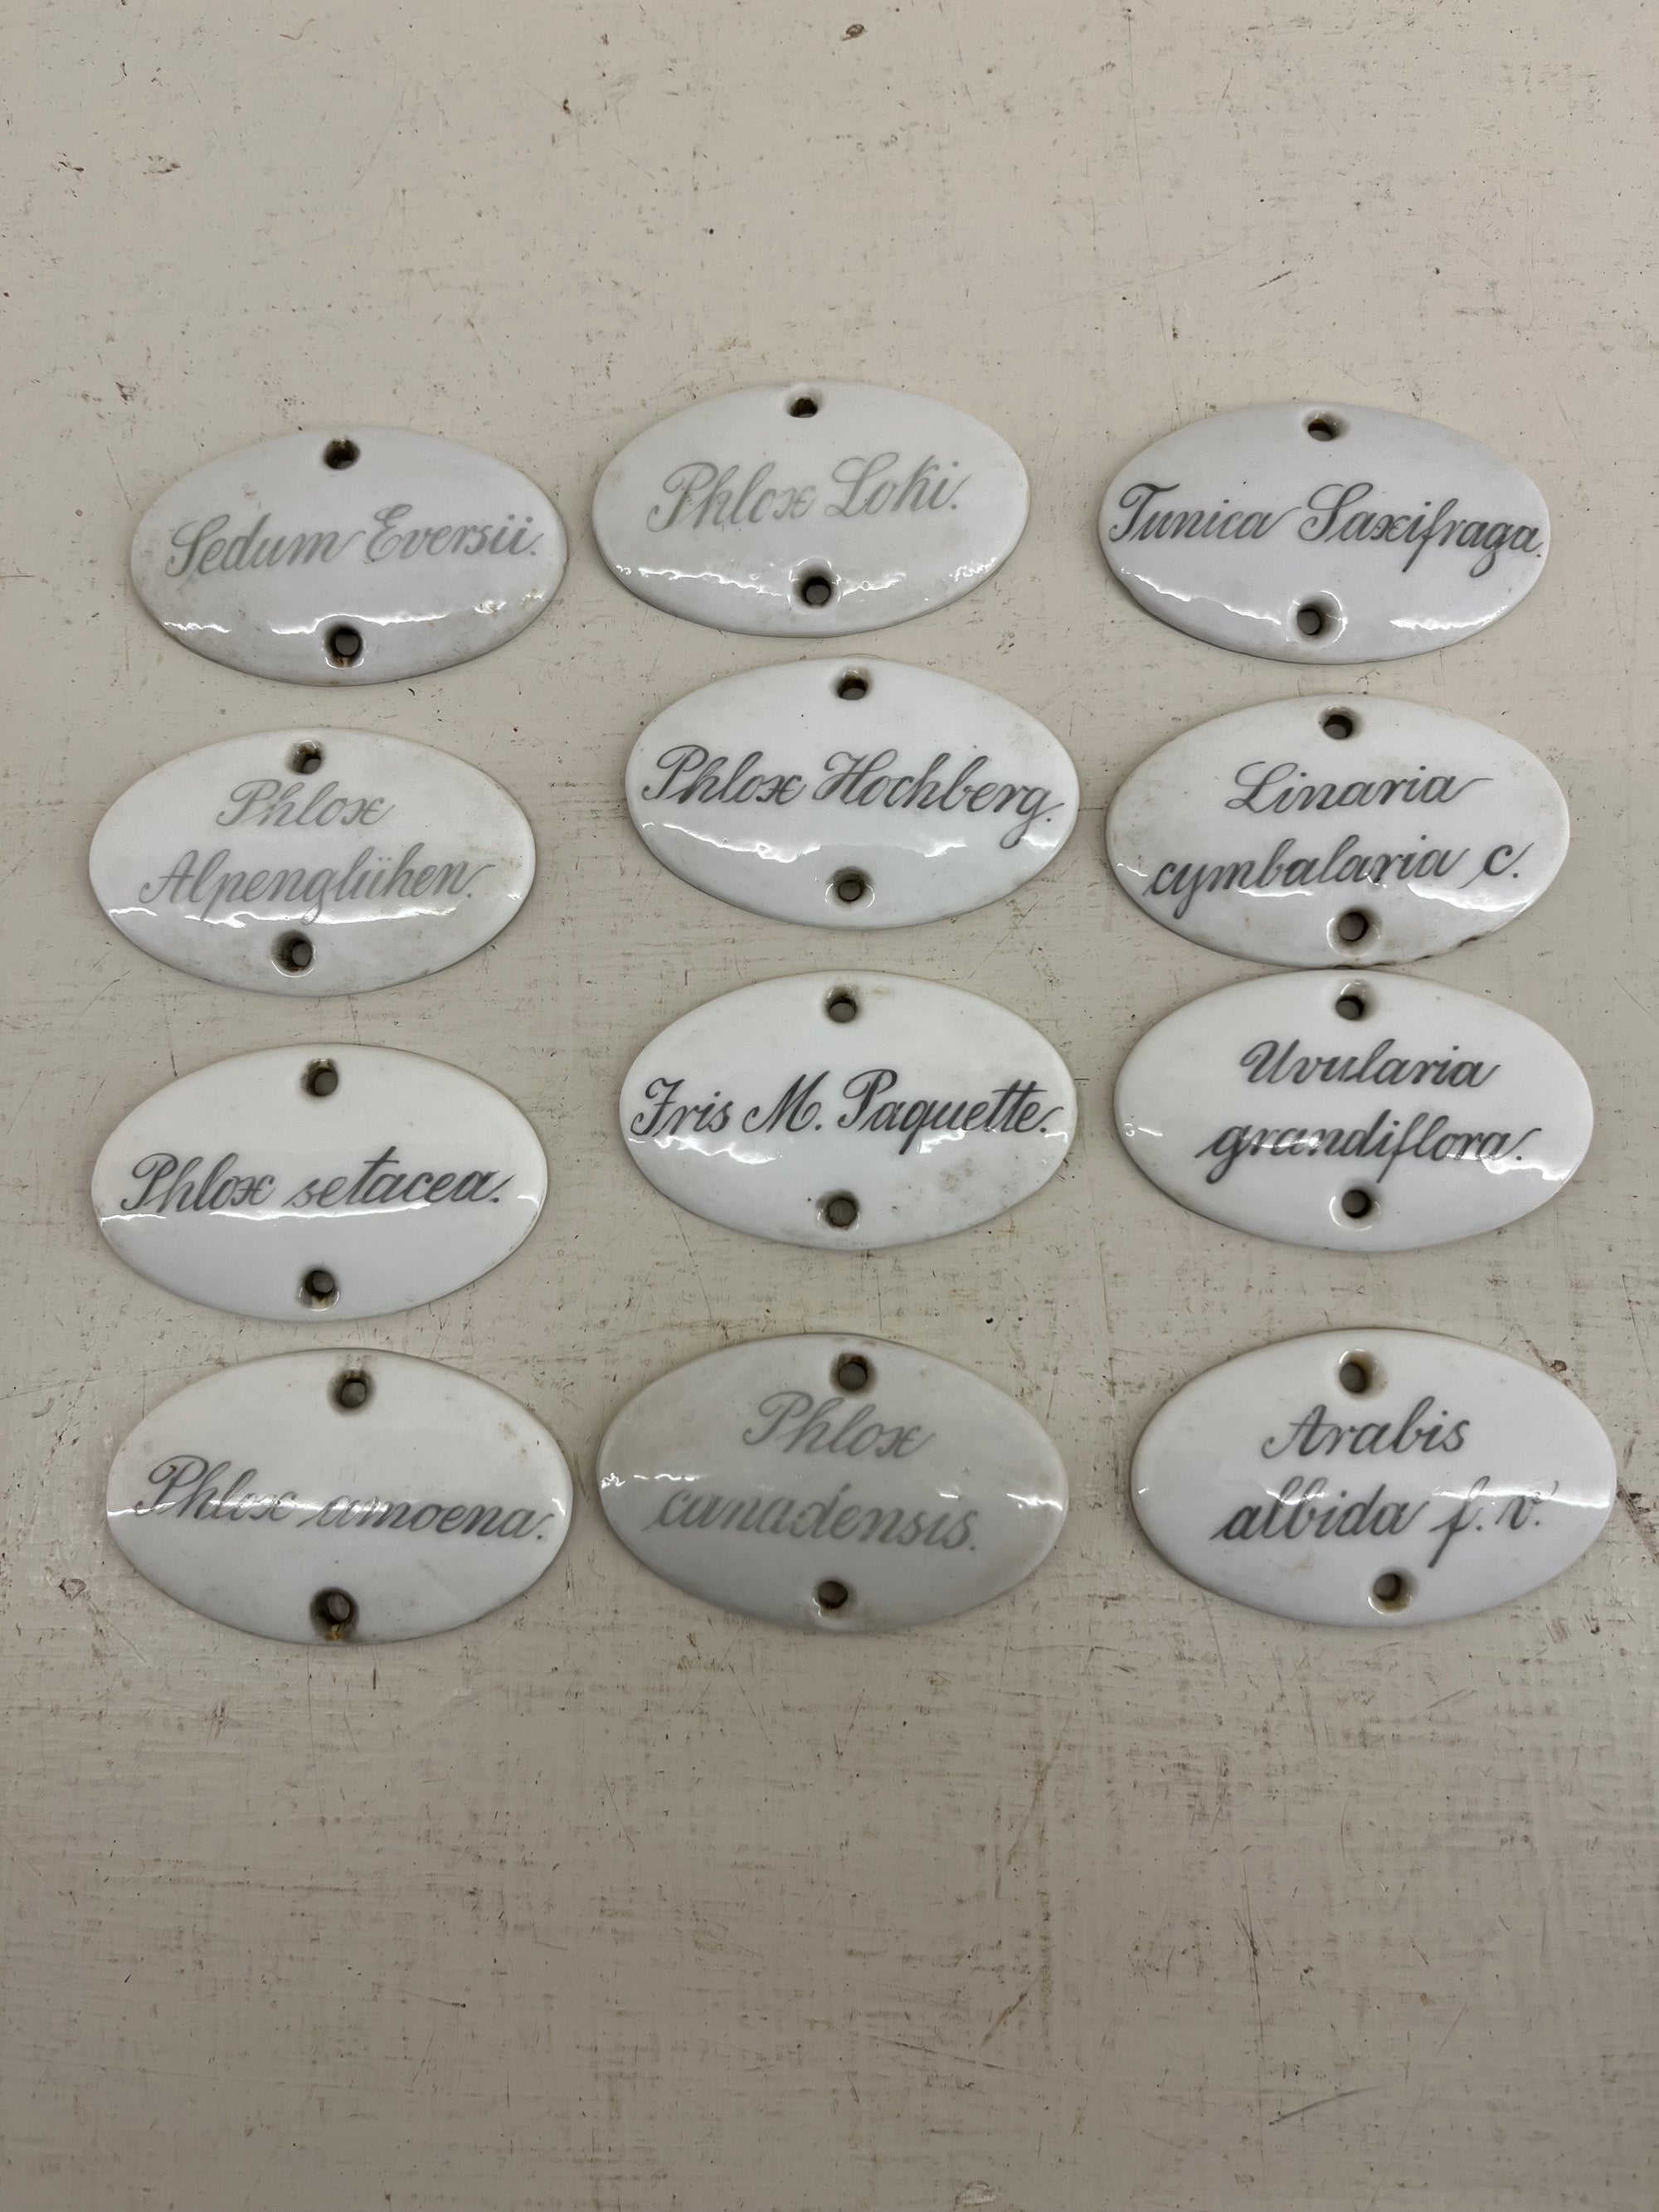 Sedum Eversii.
Phlox Loki.
Tunica Saxifraga.
Phlox
Alpenglühen.
Phlox Hochberg.
Linaria
cymbalaria c.
Phlox setacea.
Iris M. Paquette.
Uvularia
grandiflora.
Phlox amoena.
Phlox
canadensis.
Arabis
albida f. v.